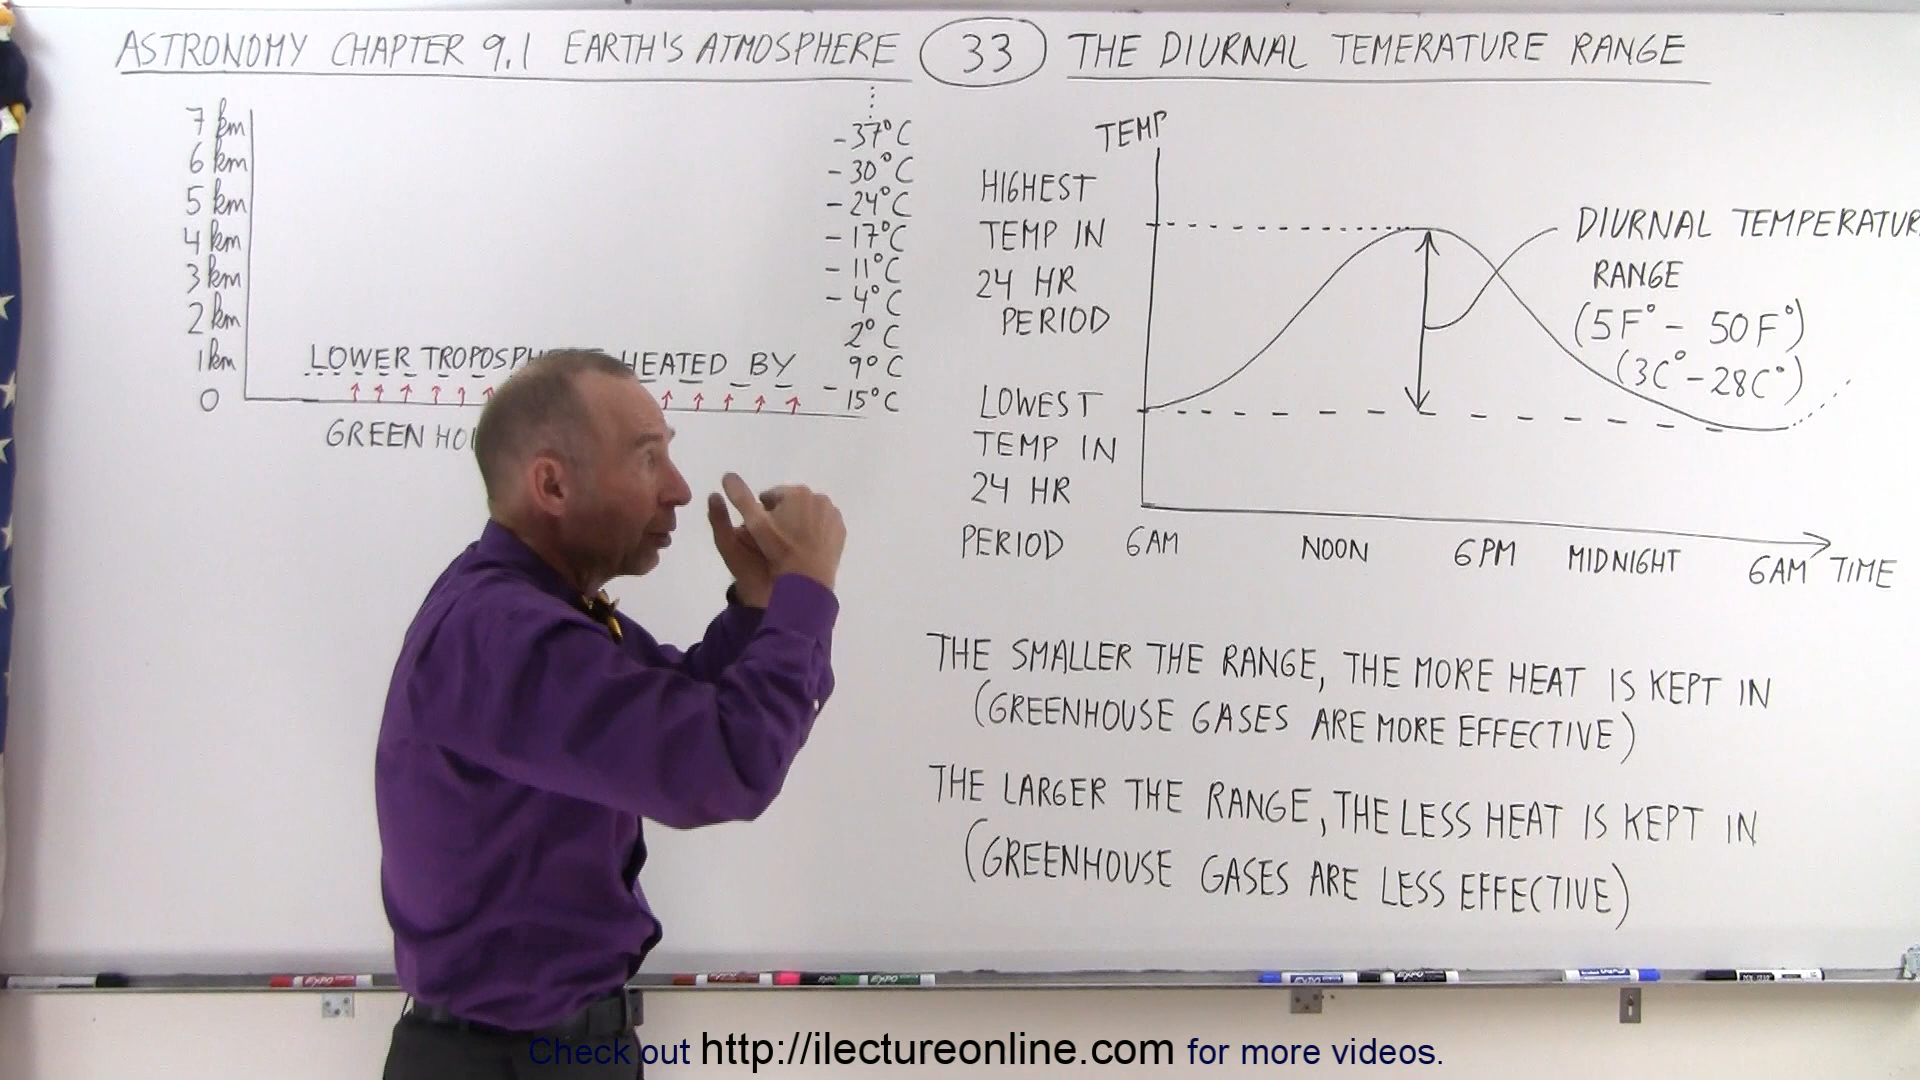 ASTRONOMY CHAPTER 9.1 EARTH'S ATMOSPHERE 33 THE DIURNAL TEMERATURE RANGE
7 km
6 km
5 km
4 km
3 km
2 km
1 km
0
-37°C
-30°C
-24°C
-17°C
-11°C
-4°C
2°C
9°C
15°C
LOWER HEATED BY
GREEN
TEMP
HIGHEST
TEMP IN
24 HR
PERIOD
LOWEST
TEMP IN
24 HR
PERIOD
DIURNAL
RANGE
(5F° - 50F°)
(3C° - 28C°)
6AM NOON 6PM MIDNIGHT 6AM TIME
THE SMALLER THE RANGE, THE MORE HEAT IS KEPT IN
(GREENHOUSE GASES ARE MORE EFFECTIVE)
THE LARGER THE RANGE, THE LESS HEAT IS KEPT IN
(GREENHOUSE GASES ARE LESS EFFECTIVE)
Check out http://ilectureonline.com for more videos.